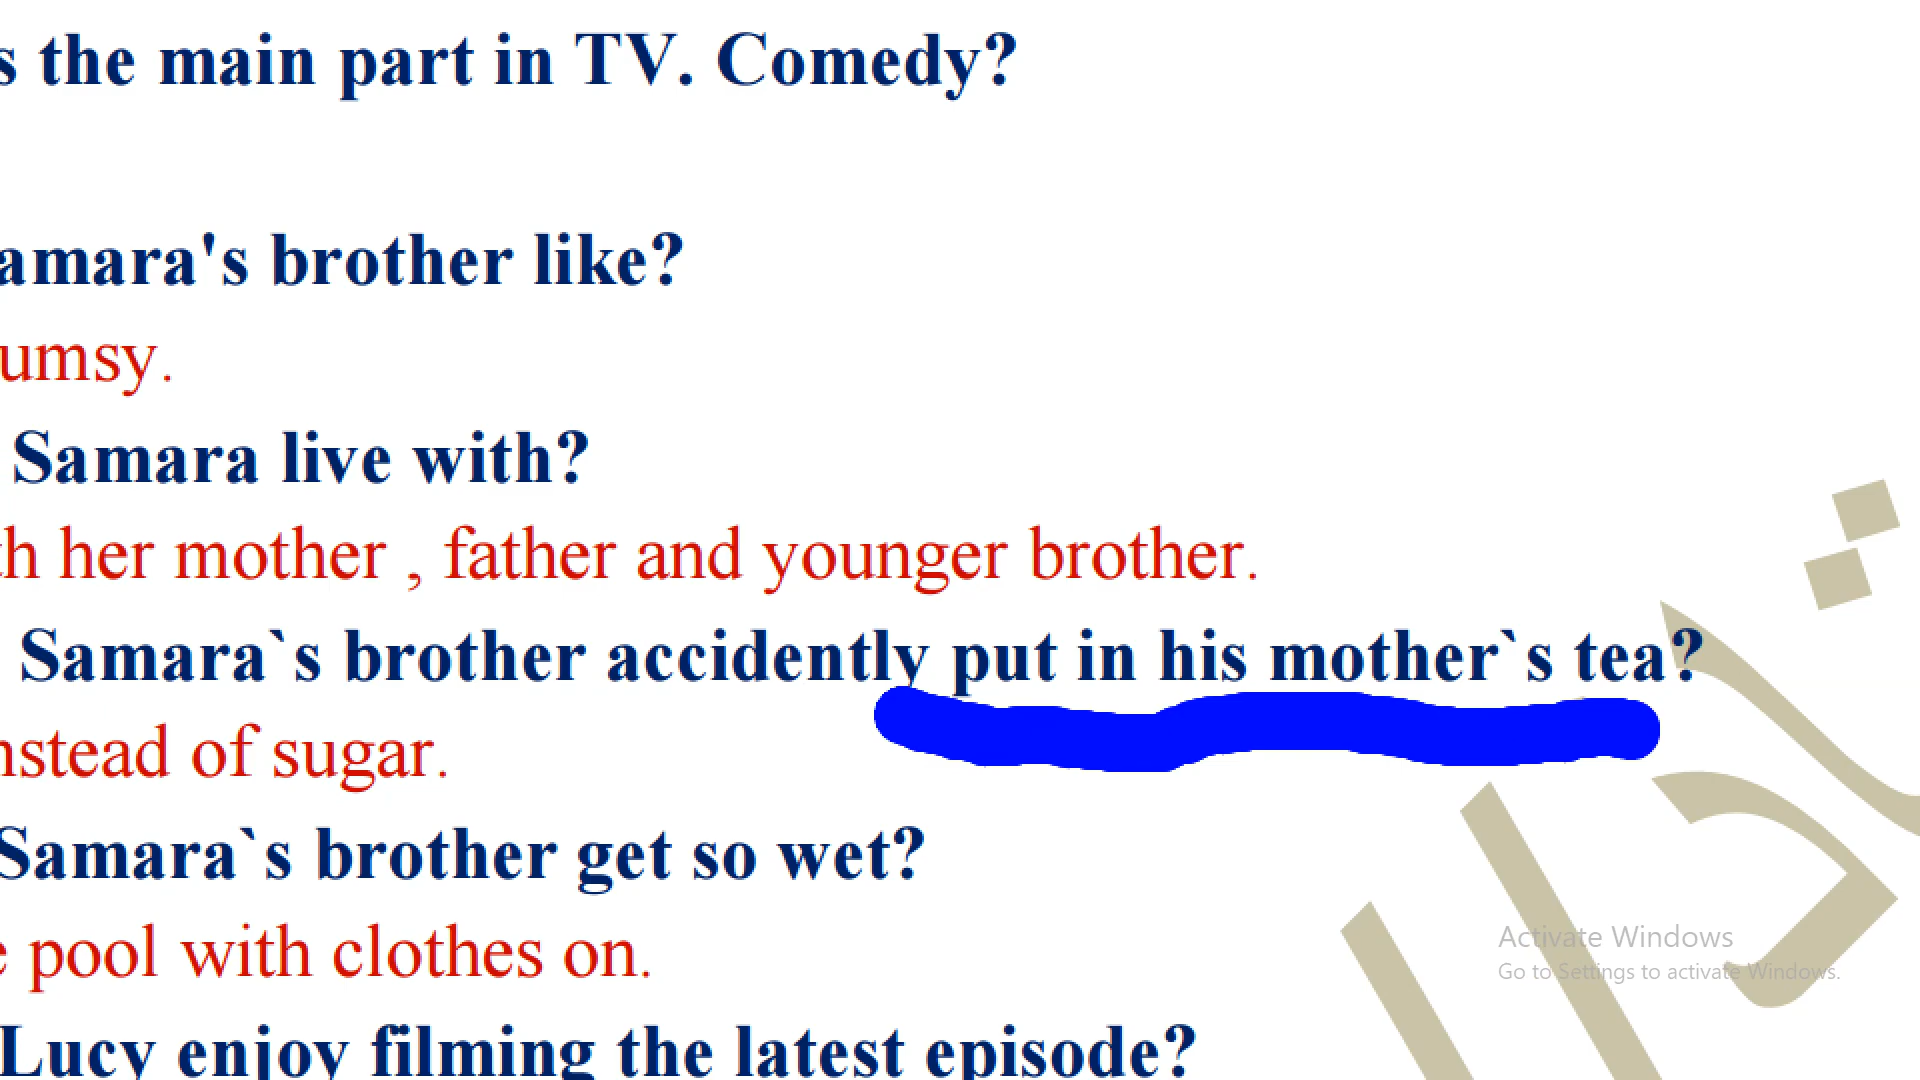 s the main part in TV. Comedy?
amara's brother like?
umsy.
Samara live with?
th her mother , father and younger brother.
Samara`s brother accidently put in his mother`s tea?
nstead of sugar.
Samara`s brother get so wet?
e pool with clothes on.
Lucy enjoy filming the latest episode?
Activate Windows
Go to Settings to activate Windows.